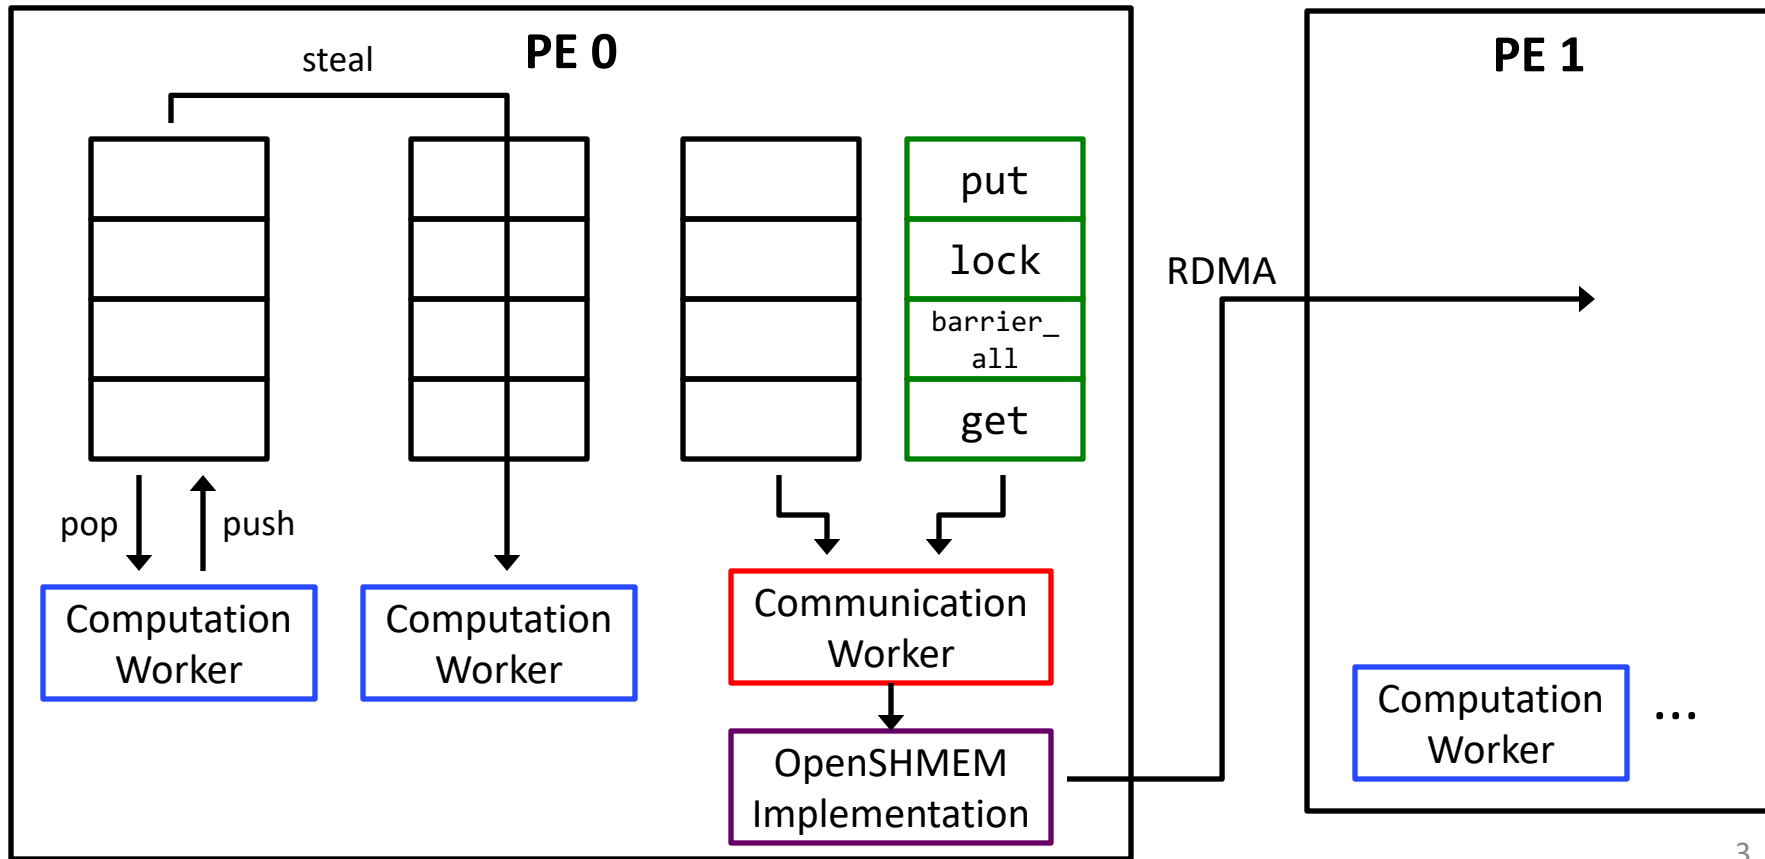 PE 0
PE 1
steal
put
lock
barrier_
all
get
RDMA
pop
push
Computation
Worker
Computation
Worker
Communication
Worker
OpenSHMEM
Implementation
Computation
Worker
...
3